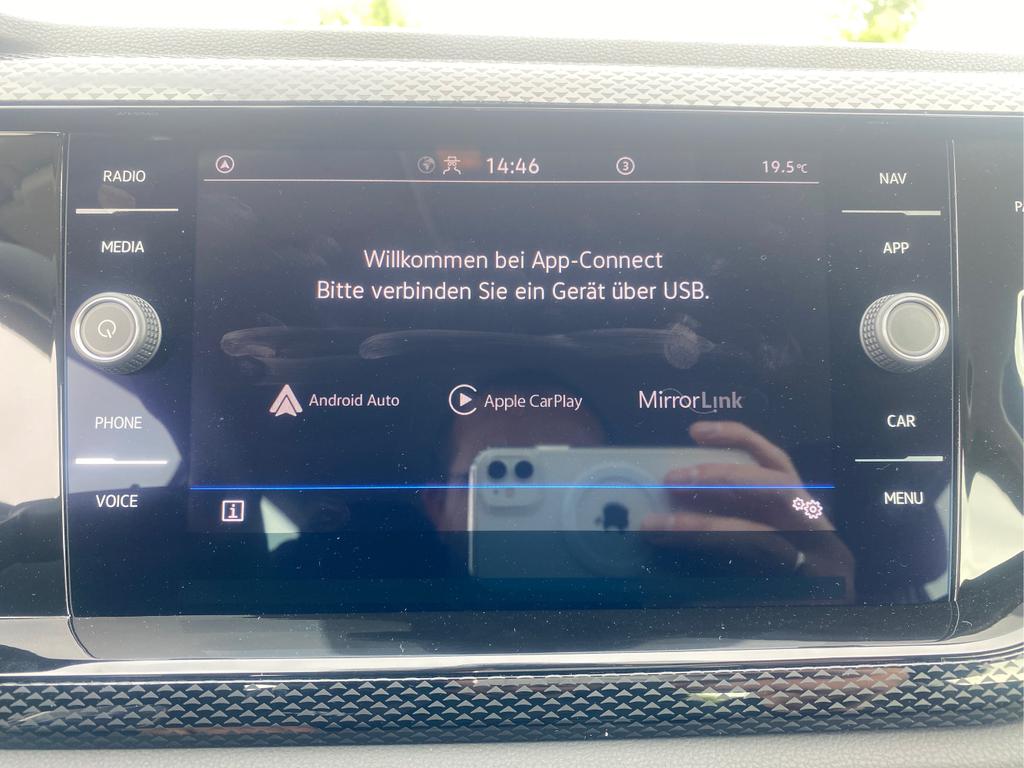 RADIO
MEDIA
PHONE
VOICE
14:46
3
19.5°C
Willkommen bei App-Connect
Bitte verbinden Sie ein Gerät über USB.
Android Auto
Apple CarPlay
MirrorLink
i
NAV
APP
CAR
MENU